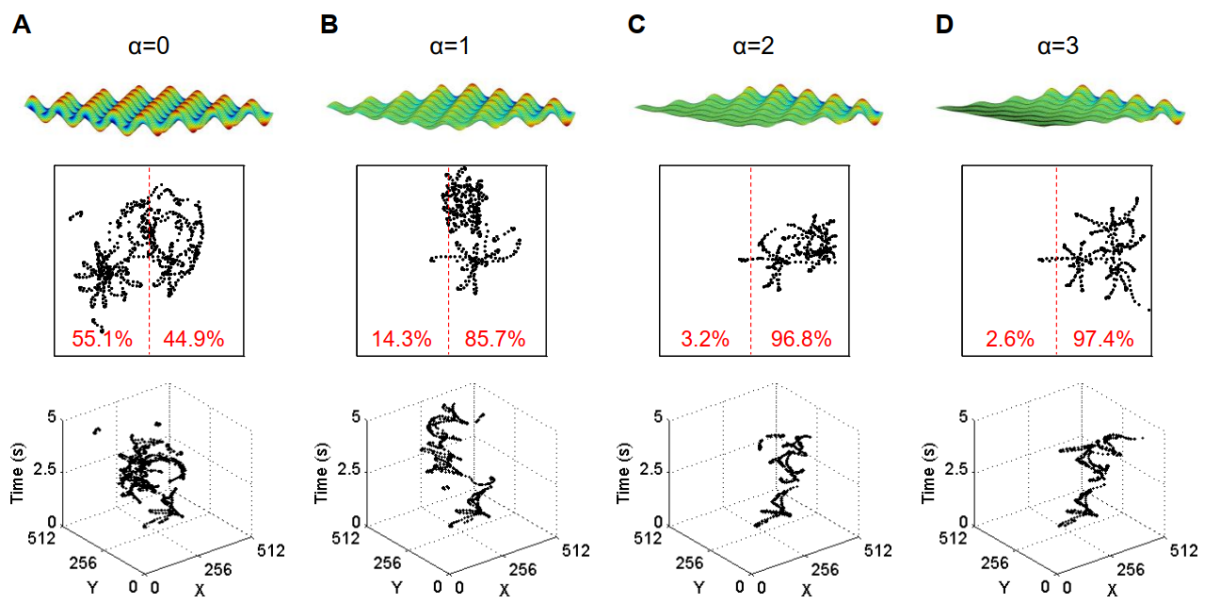 A B C D
α=0 α=1 α=2 α=3
55.1% 44.9% 14.3% 85.7% 3.2% 96.8% 2.6% 97.4%
5 5 5 5
Time (s) 2.5 Time (s) 2.5 Time (s) 2.5 Time (s) 2.5
0 0 0 0
512 512 512 512 512 512 512 512
256 256 256 256 256 256 256 256
Y 0 0 X Y 0 0 X Y 0 0 X Y 0 0 X